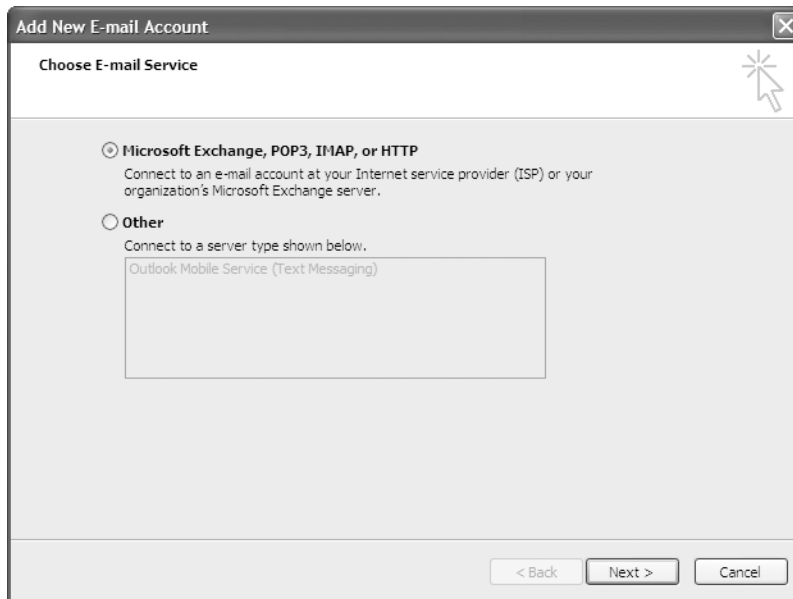 Add New E-mail Account
Choose E-mail Service
Microsoft Exchange, POP3, IMAP, or HTTP
Connect to an e-mail account at your Internet service provider (ISP) or your
organization's Microsoft Exchange server.
Other
Connect to a server type shown below.
Outlook Mobile Service (Text Messaging)
< Back Next > Cancel